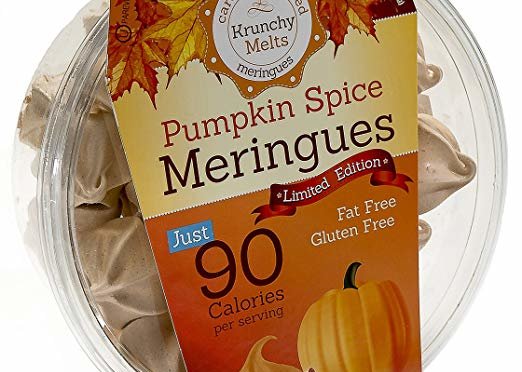 Krunchy
Melts
meringues
Pumpkin Spice
Meringues
Limited Edition
Fat Free
Gluten Free
Just
90
Calories
per serving